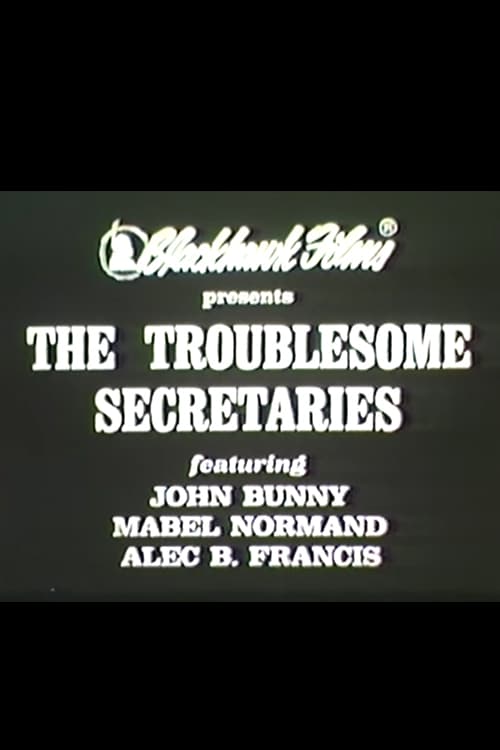 Blackhawk Films®
presents
THE TROUBLESOME
SECRETARIES
featuring
JOHN BUNNY
MABEL NORMAND
ALEC B. FRANCIS